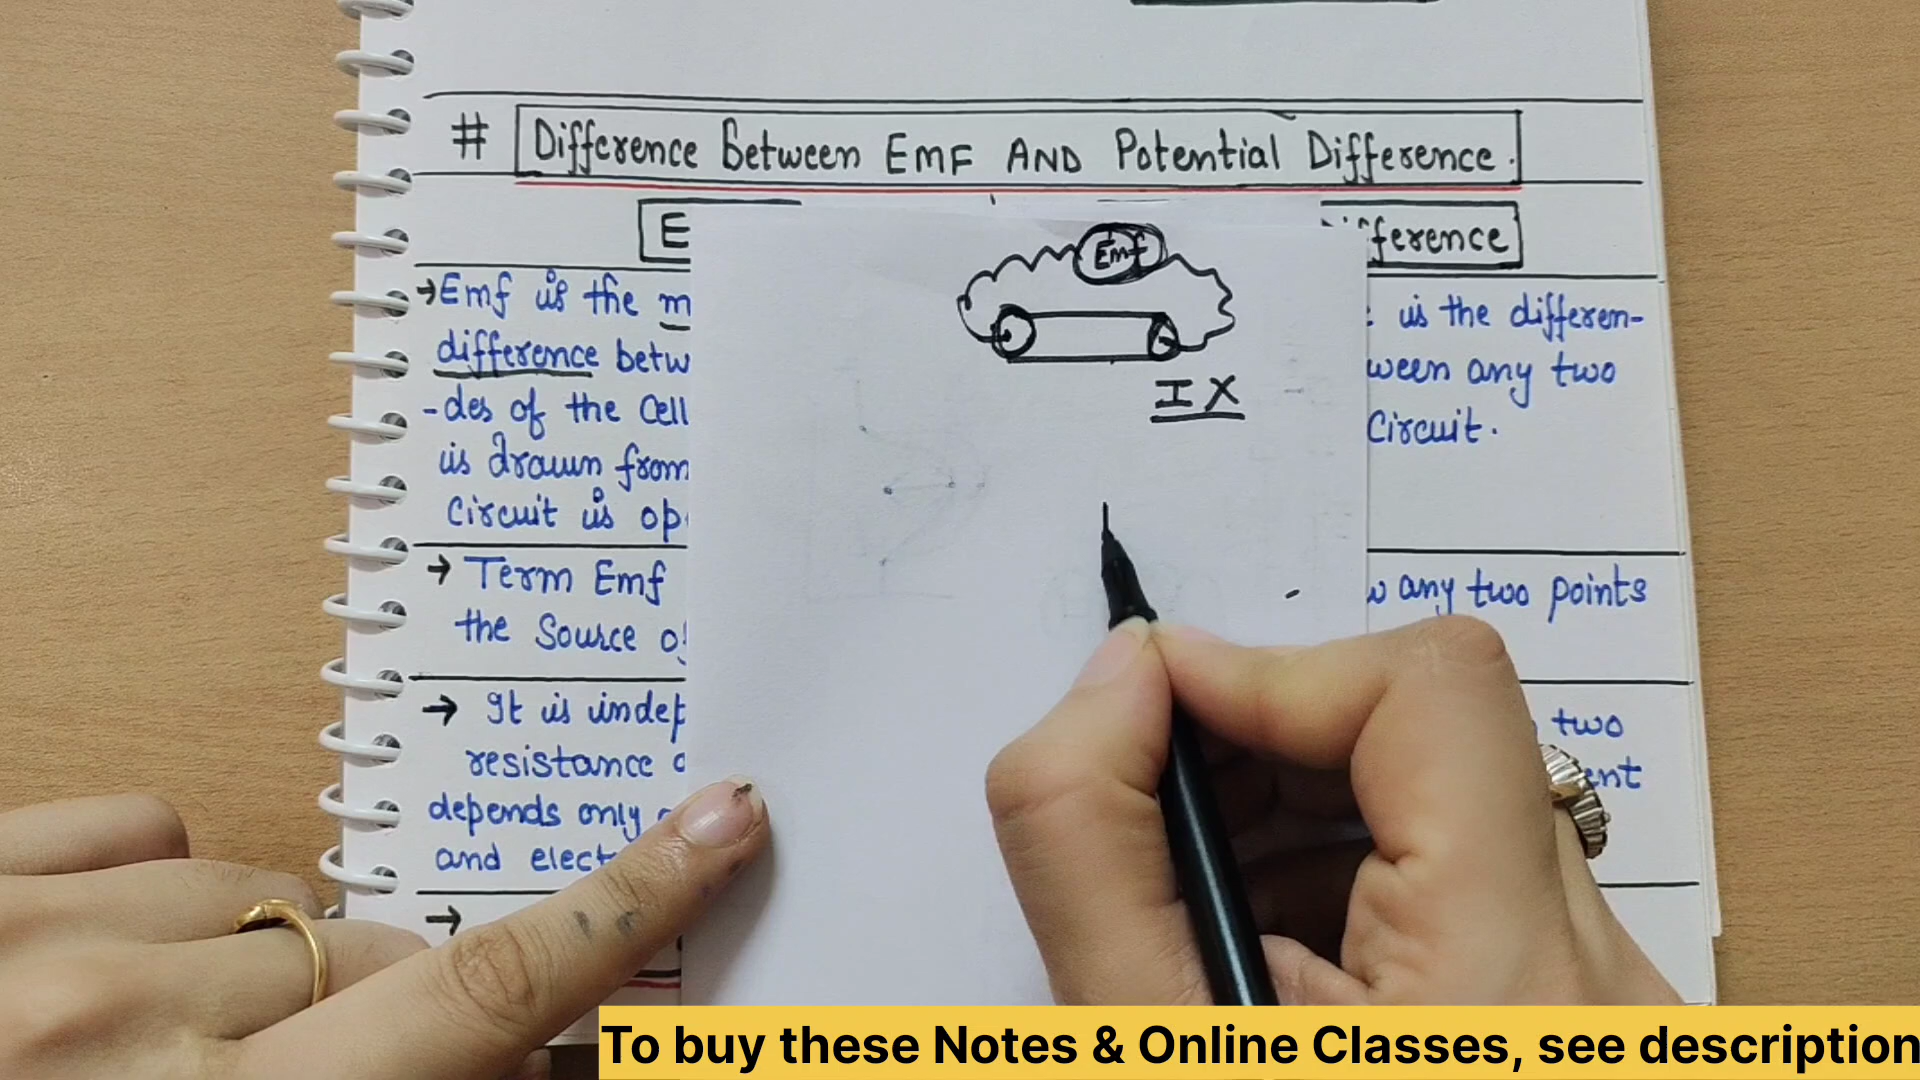 # Difference Between EMF AND Potential Difference.
E
ference
→ Emf is the m
difference betw
-des of the Cell
is drawn from
Circuit is op
→ Term Emf
the Source of
→ It is indep
resistance
depends only
and elect
→
Emf
I X
is the differen-
ween any two
Circuit.
any two points
two
ent
To buy these Notes & Online Classes, see description